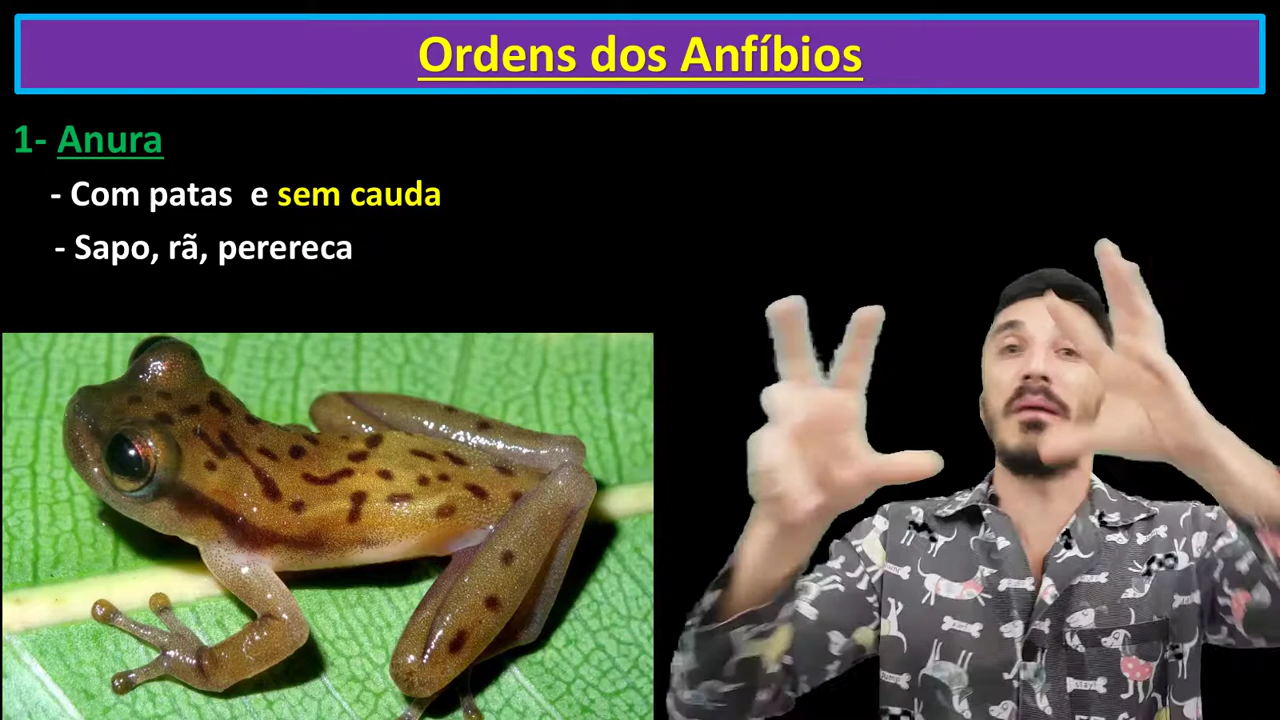 Ordens dos Anfíbios
1- Anura
- Com patas e sem cauda
- Sapo, rã, perereca